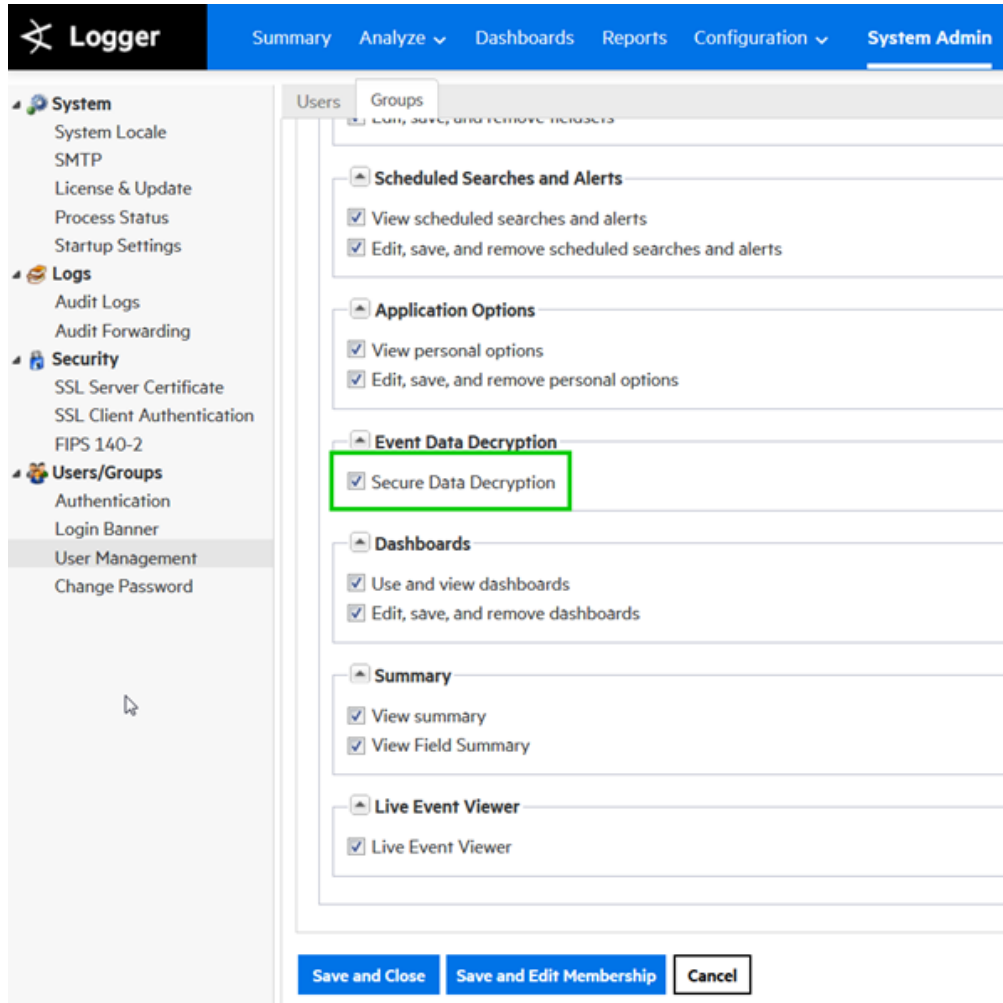 Logger
Summary Analyze Dashboards Reports Configuration System Admin
System
System Locale
SMTP
License & Update
Process Status
Startup Settings
Logs
Audit Logs
Audit Forwarding
Security
SSL Server Certificate
SSL Client Authentication
FIPS 140-2
Users/Groups
Authentication
Login Banner
User Management
Change Password
Users Groups
Edit, save, and remove fieldsets
Scheduled Searches and Alerts
View scheduled searches and alerts
Edit, save, and remove scheduled searches and alerts
Application Options
View personal options
Edit, save, and remove personal options
Event Data Decryption
Secure Data Decryption
Dashboards
Use and view dashboards
Edit, save, and remove dashboards
Summary
View summary
View Field Summary
Live Event Viewer
Live Event Viewer
Save and Close Save and Edit Membership Cancel